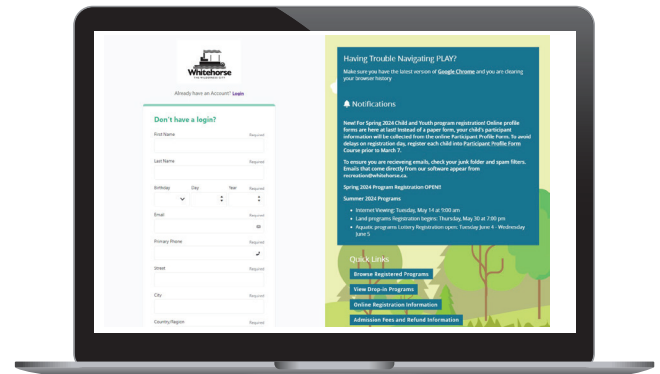 Whitehorse
THE WILDERNESS CITY
Already have an Account? Login
Don't have a login?
First Name Required
Last Name Required
Birthday Day Year Required
Email Required
Primary Phone Required
Street Required
City Required
Country/Region Required
Having Trouble Navigating PLAY?
Make sure you have the latest version of Google Chrome and you are clearing
your browser history
Notifications
New! For Spring 2024 Child and Youth program registration! Online profile
forms are here at last! Instead of a paper form, your child's participant
information will be collected from the online Participant Profile Form. To avoid
delays on registration day, register each child into Participant Profile Form
Course prior to March 7.
To ensure you are recieveing emails, check your junk folder and spam filters.
Emails that come directly from our software appear from
recreation@whitehorse.ca.
Spring 2024 Program Registration OPEN!!
Summer 2024 Programs
• Internet Viewing: Tuesday, May 14 at 9:00 am
• Land programs Registration begins: Thursday, May 30 at 7:00 pm
• Aquatic programs Lottery Registration open, Tuesday June 4 - Wednesday
June 5
Quick Links
Browse Registered Programs
View Drop-in Programs
Online Registration Information
Admission Fees and Refund Information